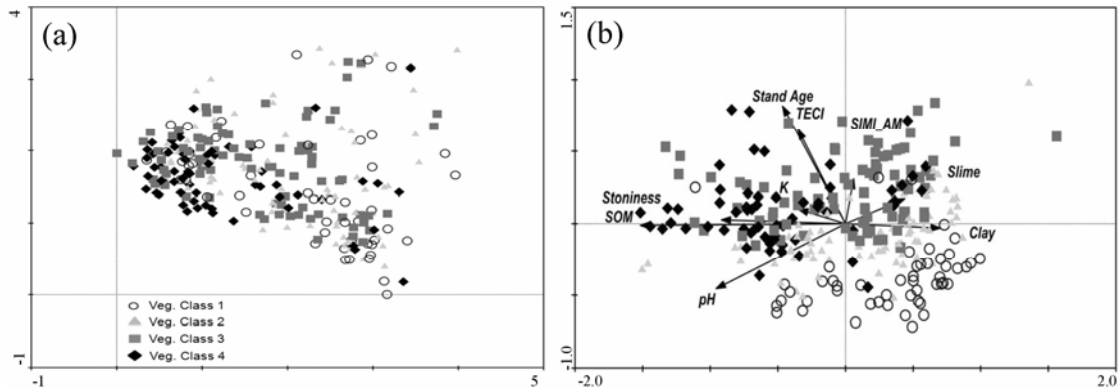 (a)
4
-1
-1
5
Veg. Class 1
Veg. Class 2
Veg. Class 3
Veg. Class 4
(b)
1.5
-1.0
-2.0
2.0
Stand Age
TECI
SIMI_AM
K
Slime
Stoniness
SOM
Clay
pH